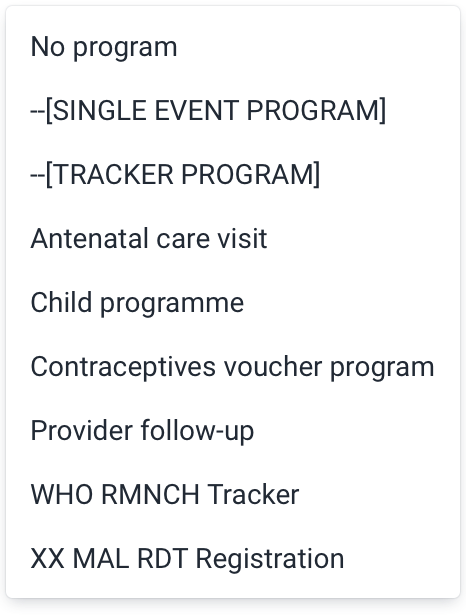 No program
--[SINGLE EVENT PROGRAM]
--[TRACKER PROGRAM]
Antenatal care visit
Child programme
Contraceptives voucher program
Provider follow-up
WHO RMNCH Tracker
XX MAL RDT Registration